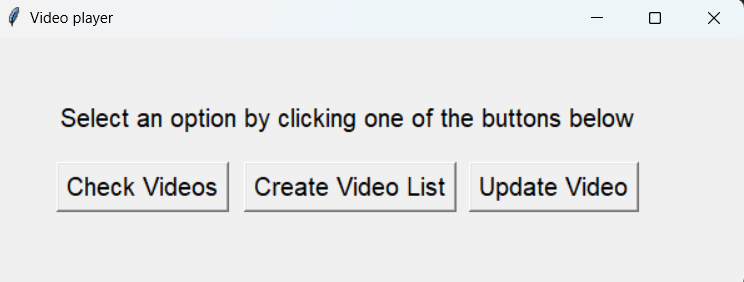 Video player
Select an option by clicking one of the buttons below
Check Videos Create Video List Update Video